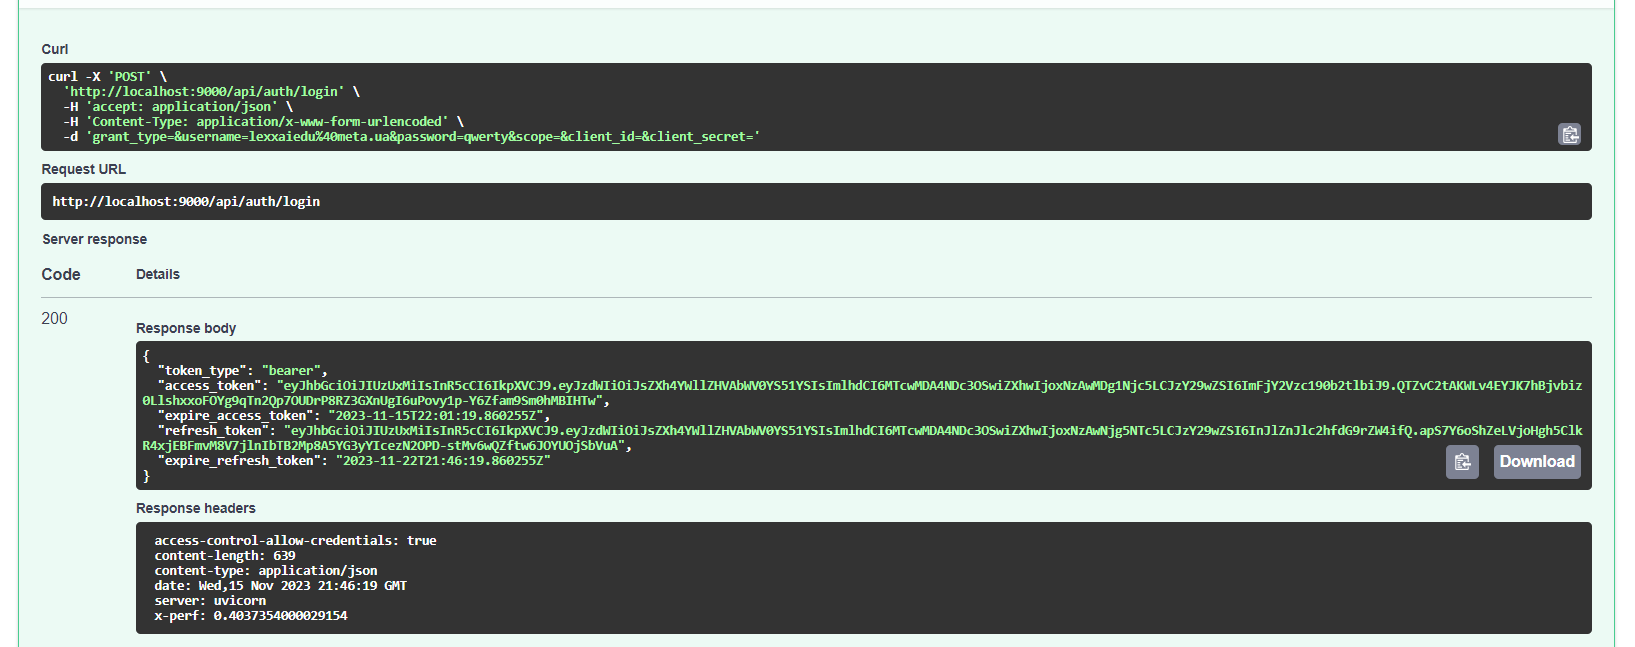 Curl
curl -X 'POST' \
'http://localhost:9000/api/auth/login' \
-H 'accept: application/json' \
-H 'Content-Type: application/x-www-form-urlencoded' \
-d 'grant_type=&username=lexxaiedu%40meta.ua&password=qwerty&scope=&client_id=&client_secret='
Request URL
http://localhost:9000/api/auth/login
Server response
Code Details
200
Response body
{
"token_type": "bearer",
"access_token": "eyJhbGciOiJIUzUxMiIsInR5cCI6IkpXVCJ9.eyJzdWIiOiJsZXh4YWllZHVAbWV0YS51YSIsImlhdCI6MTcwMDA4NDc3OSwiZXhwIjoxNzAwMDg1Njc5LCJzY29wZSI6ImFjY2Vzc190b2tlbiJ9.QTZvC2tAKWLv4EYJK7hBjvbiz
0LlshxxoFOYg9qTn2Qp7OUDrP8RZ3GXnUgI6uPovy1p-Y6Zfam9Sm0hMBIHTw",
"expire_access_token": "2023-11-15T22:01:19.860255Z",
"refresh_token": "eyJhbGciOiJIUzUxMiIsInR5cCI6IkpXVCJ9.eyJzdWIiOiJsZXh4YWllZHVAbWV0YS51YSIsImlhdCI6MTcwMDA4NDc3OSwiZXhwIjoxNzAwNjg5NTc5LCJzY29wZSI6InJlZnJlc2hfdG9rZW4ifQ.apS7Y6oShZeLVjoHgh5Clk
R4xjEBFmvM8V7jlnIbTB2Mp8A5YG3yYIcezN2OPD-stMv6wQZftw6JOYUOjSbVuA",
"expire_refresh_token": "2023-11-22T21:46:19.860255Z"
}
Download
Response headers
access-control-allow-credentials: true
content-length: 639
content-type: application/json
date: Wed,15 Nov 2023 21:46:19 GMT
server: uvicorn
x-perf: 0.4037354000029154